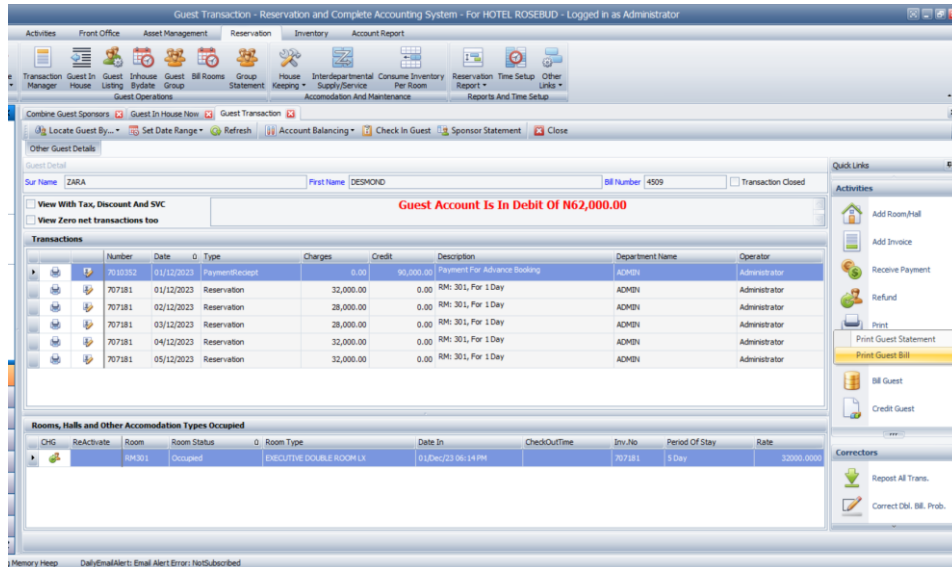 Guest Transaction - Reservation and Complete Accounting System - For HOTEL ROSEBUD - Logged in as Administrator
Activities Front Office Asset Management Reservation Inventory Account Report
Transaction Manager Guest In House Guest Listing Inhouse Bydate Guest Group Bill Rooms Group Statement House Keeping Interdepartmental Supply/Service Consume Inventory Per Room Reservation Report Time Setup Other Links
Guest Operations Accomodation And Maintenance Reports And Time Setup
Combine Guest Sponsors Guest In House Now Guest Transaction
Locate Guest By... Set Date Range Refresh Account Balancing Check In Guest Sponsor Statement Close
Other Guest Details
Guest Detail
Sur Name ZARA First Name DESMOND Bill Number 4509 Transaction Closed
View With Tax, Discount And SVC
Guest Account Is In Debit Of N62,000.00
View Zero net transactions too
Transactions
Number Date Type Charges Credit Description Department Name Operator
7010352 01/12/2023 PaymentReciept 0.00 90,000.00 Payment For Advance Booking ADMIN Administrator
707181 01/12/2023 Reservation 32,000.00 0.00 RM: 301, For 1 Day ADMIN Administrator
707181 02/12/2023 Reservation 28,000.00 0.00 RM: 301, For 1 Day ADMIN Administrator
707181 03/12/2023 Reservation 28,000.00 0.00 RM: 301, For 1 Day ADMIN Administrator
707181 04/12/2023 Reservation 32,000.00 0.00 RM: 301, For 1 Day ADMIN Administrator
707181 05/12/2023 Reservation 32,000.00 0.00 RM: 301, For 1 Day ADMIN Administrator
Rooms, Halls and Other Accomodation Types Occupied
CHG ReActivate Room Room Status Room Type Date In CheckOutTime Inv.No Period Of Stay Rate
RM301 Occupied EXECUTIVE DOUBLE ROOM LX 01/Dec/23 06:14 PM 707181 5 Day 32000.0000
Quick Links
Activities
Add Room/Hall
Add Invoice
Receive Payment
Refund
Print
Print Guest Statement
Print Guest Bill
Bill Guest
Credit Guest
Correctors
Repost All Trans.
Correct Dbl. Bill. Prob.
Memory Heep DailyEmailAlert: Email Alert Error: NotSubscribed